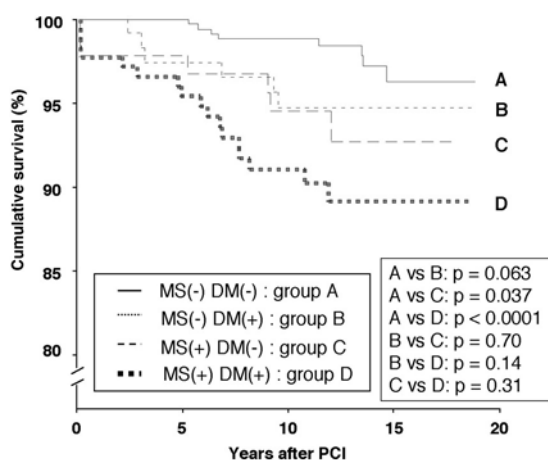 100
95
90
85
80
Cumulative survival (%)
A
B
C
D
MS(-) DM(-) : group A
MS(-) DM(+) : group B
MS(+) DM(-) : group C
MS(+) DM(+) : group D
A vs B: p = 0.063
A vs C: p = 0.037
A vs D: p < 0.0001
B vs C: p = 0.70
B vs D: p = 0.14
C vs D: p = 0.31
0 5 10 15 20
Years after PCI